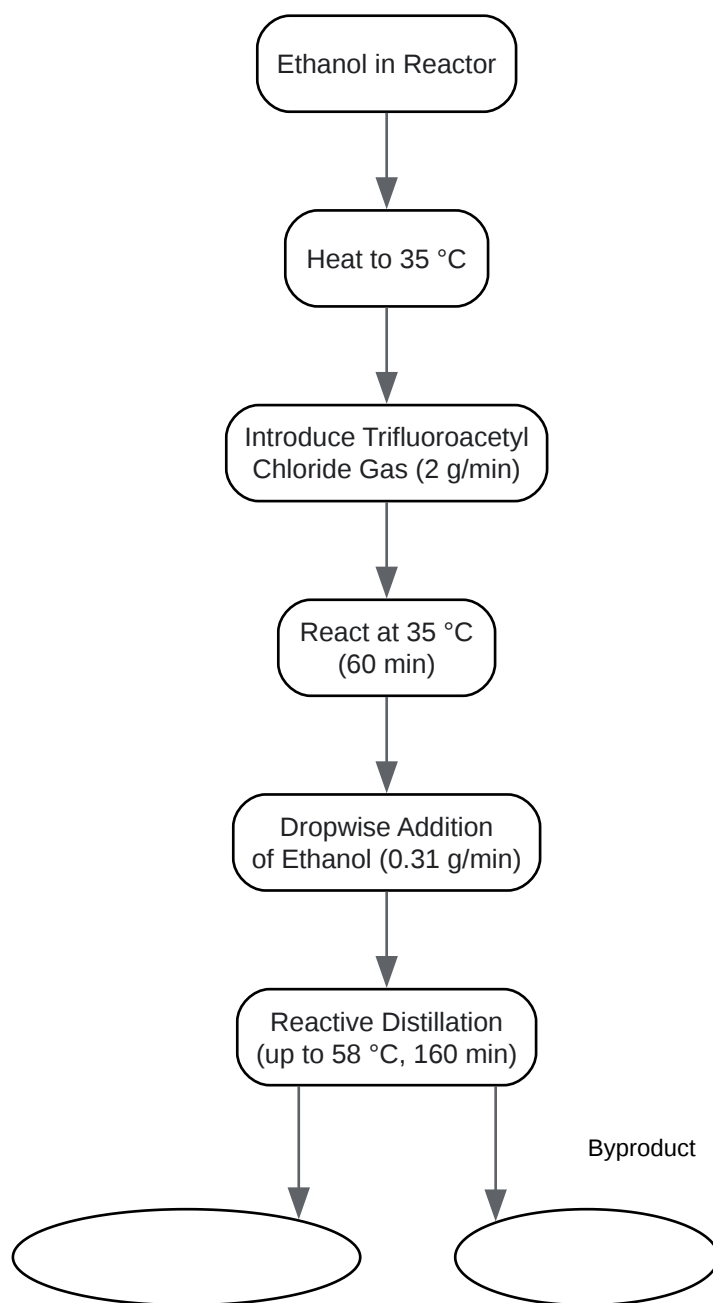 Ethanol in Reactor
Heat to 35 °C
Introduce Trifluoroacetyl
Chloride Gas (2 g/min)
React at 35 °C
(60 min)
Dropwise Addition
of Ethanol (0.31 g/min)
Reactive Distillation
(up to 58 °C, 160 min)
Byproduct